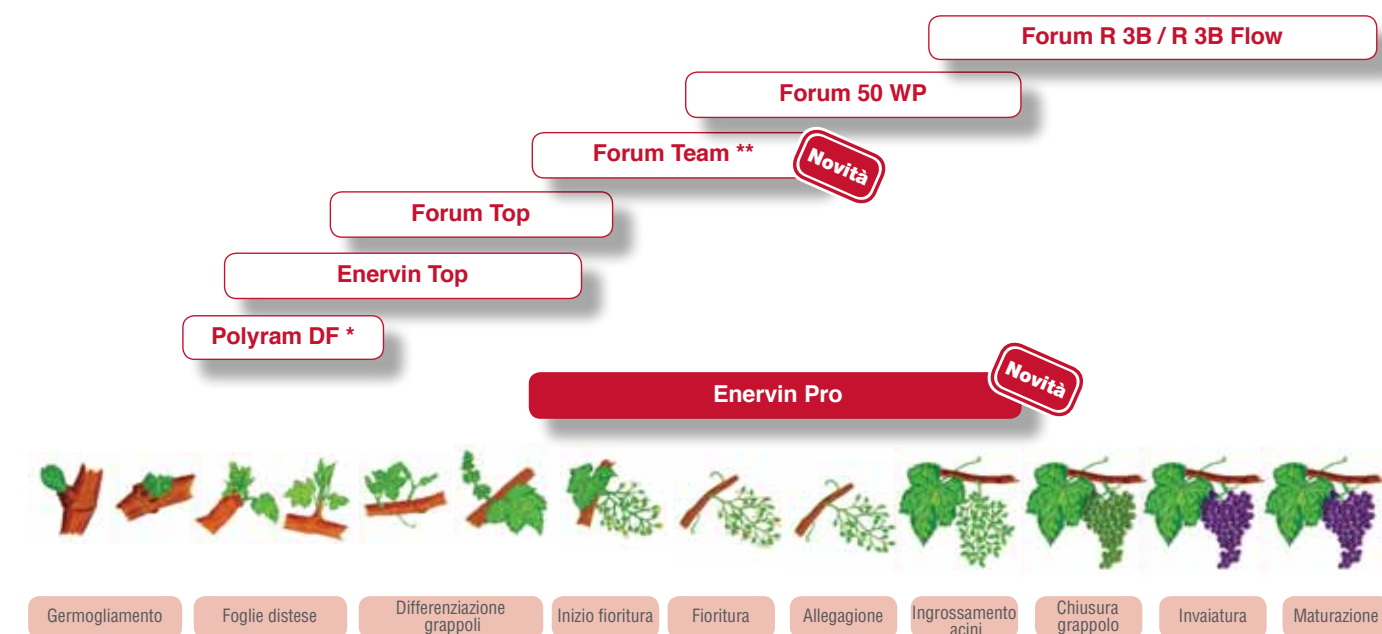 Forum R 3B / R 3B Flow
Forum 50 WP
Forum Team **
Novità
Forum Top
Enervin Top
Polyram DF *
Novità
Enervin Pro
Germogliamento
Foglie distese
Differenziazione
grappoli
Inizio fioritura
Fioritura
Allegagione
Ingrossamento
acini
Chiusura
grappolo
Invaiatura
Maturazione